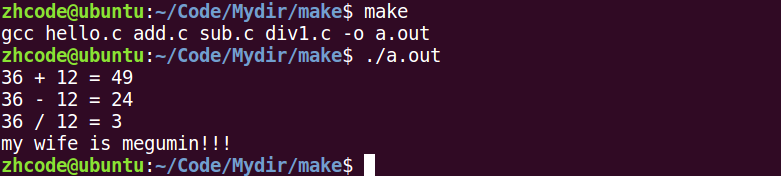 zhcode@ubuntu:~/Code/Mydir/make$ make
gcc hello.c add.c sub.c div1.c -o a.out
zhcode@ubuntu:~/Code/Mydir/make$ ./a.out
36 + 12 = 49
36 - 12 = 24
36 / 12 = 3
my wife is megumin!!!
zhcode@ubuntu:~/Code/Mydir/make$